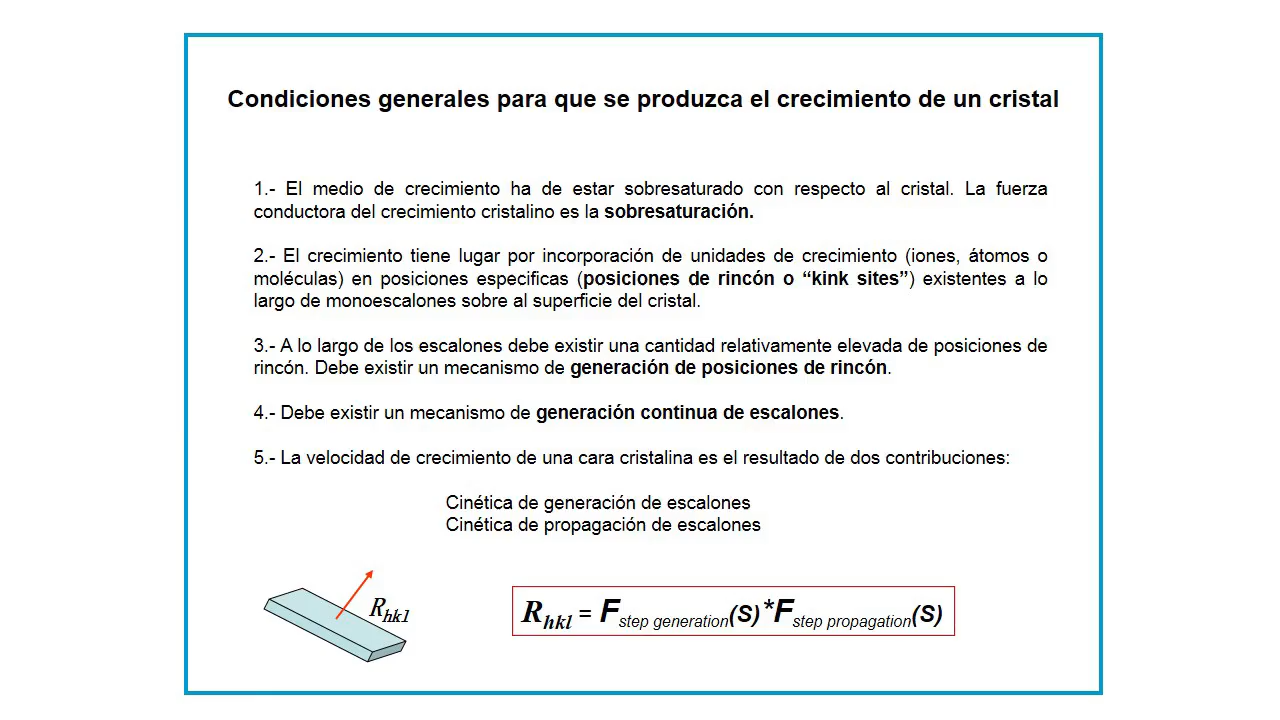 Condiciones generales para que se produzca el crecimiento de un cristal
1.- El medio de crecimiento ha de estar sobresaturado con respecto al cristal. La fuerza
conductora del crecimiento cristalino es la sobresaturación.
2.- El crecimiento tiene lugar por incorporación de unidades de crecimiento (iones, átomos o
moléculas) en posiciones especificas (posiciones de rincón o “kink sites”) existentes a lo
largo de monoescalones sobre al superficie del cristal.
3.- A lo largo de los escalones debe existir una cantidad relativamente elevada de posiciones de
rincón. Debe existir un mecanismo de generación de posiciones de rincón.
4.- Debe existir un mecanismo de generación continua de escalones.
5.- La velocidad de crecimiento de una cara cristalina es el resultado de dos contribuciones:
Cinética de generación de escalones
Cinética de propagación de escalones
Rhkl
Rhkl = Fstep generation(S)*Fstep propagation(S)